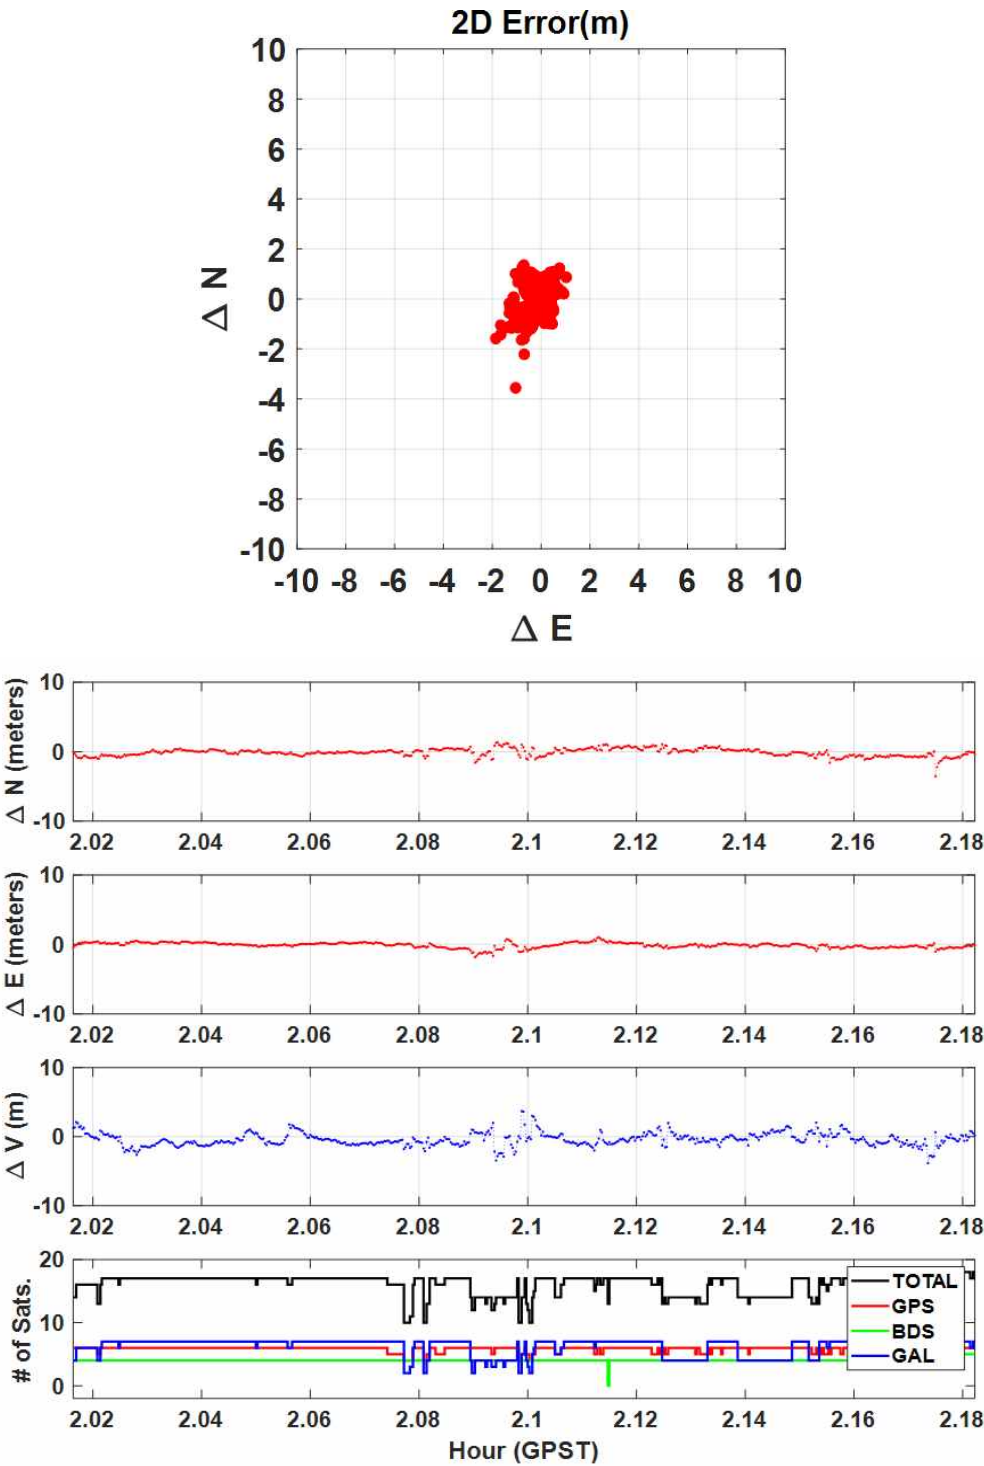 2D Error(m)
10
8
6
4
2
0
-2
-4
-6
-8
-10
-10 -8 -6 -4 -2 0 2 4 6 8 10
Δ N
Δ E
10
0
-10
Δ N (meters)
2.02 2.04 2.06 2.08 2.1 2.12 2.14 2.16 2.18
10
0
-10
Δ E (meters)
2.02 2.04 2.06 2.08 2.1 2.12 2.14 2.16 2.18
10
0
-10
Δ V (m)
2.02 2.04 2.06 2.08 2.1 2.12 2.14 2.16 2.18
20
10
0
# of Sats.
TOTAL
GPS
BDS
GAL
2.02 2.04 2.06 2.08 2.1 2.12 2.14 2.16 2.18
Hour (GPST)